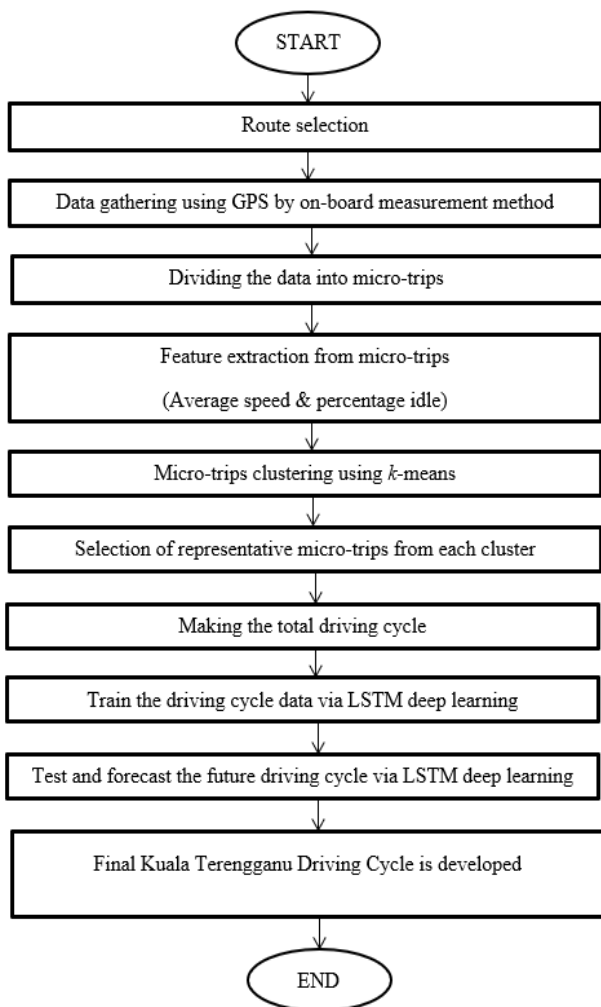 START
Route selection
Data gathering using GPS by on-board measurement method
Dividing the data into micro-trips
Feature extraction from micro-trips
(Average speed & percentage idle)
Micro-trips clustering using k-means
Selection of representative micro-trips from each cluster
Making the total driving cycle
Train the driving cycle data via LSTM deep learning
Test and forecast the future driving cycle via LSTM deep learning
Final Kuala Terengganu Driving Cycle is developed
END